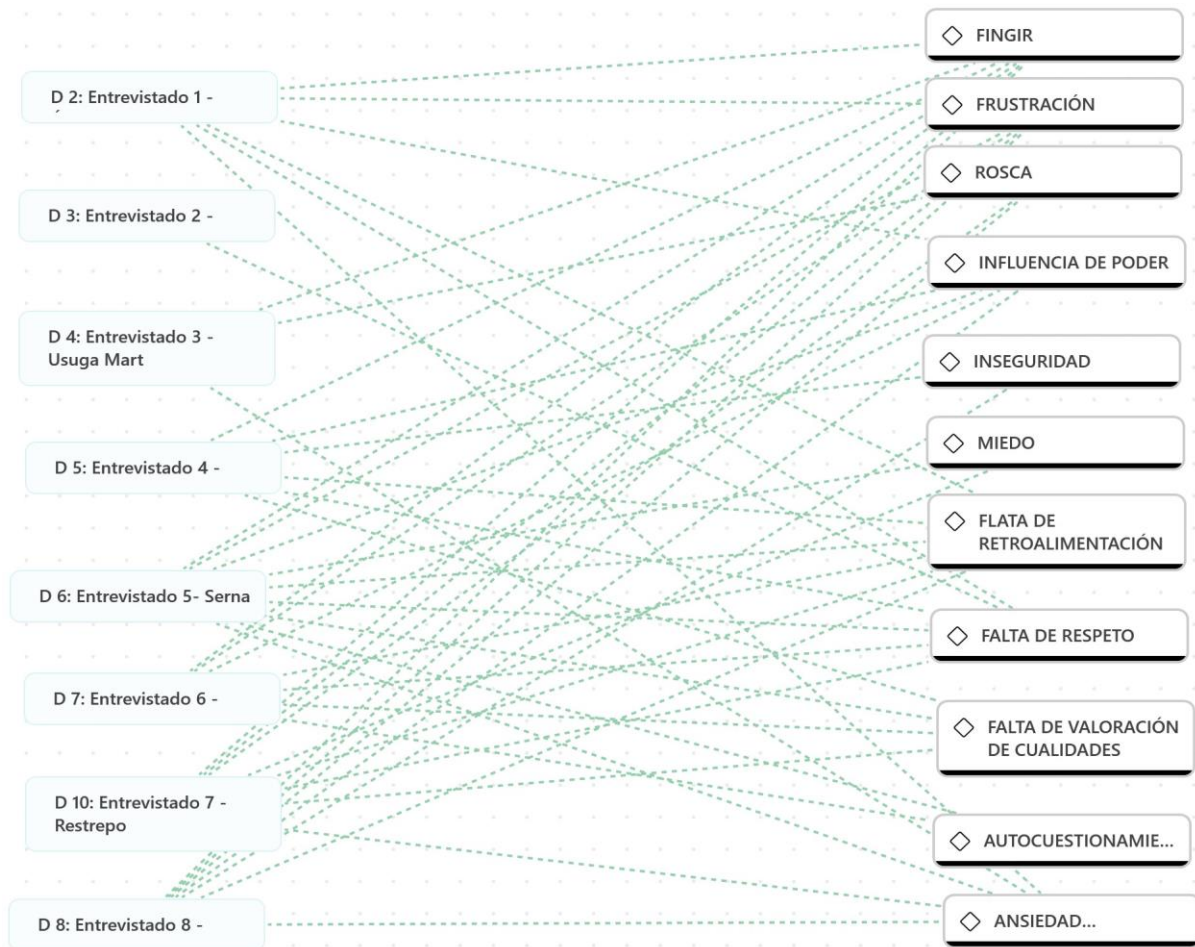 D 2: Entrevistado 1 -
D 3: Entrevistado 2 -
D 4: Entrevistado 3 -
Usuga Mart
D 5: Entrevistado 4 -
D 6: Entrevistado 5- Serna
D 7: Entrevistado 6 -
D 10: Entrevistado 7 -
Restrepo
D 8: Entrevistado 8 -
FINGIR
FRUSTRACIÓN
ROSCA
INFLUENCIA DE PODER
INSEGURIDAD
MIEDO
FLATA DE
RETROALIMENTACIÓN
FALTA DE RESPETO
FALTA DE VALORACIÓN
DE CUALIDADES
AUTOCUESTIONAMIE...
ANSIEDAD...